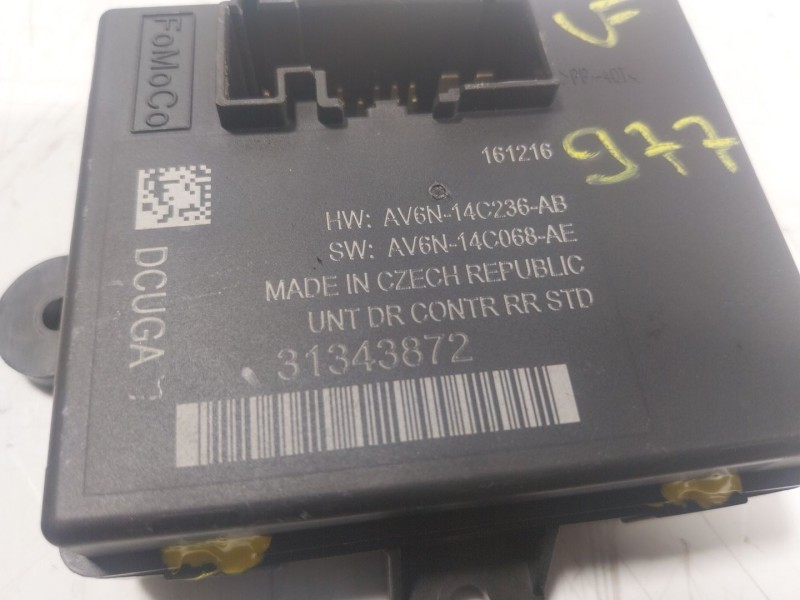 FoMoCo
161216
977
HW: AV6N-14C236-AB
SW: AV6N-14C068-AE
MADE IN CZECH REPUBLIC
UNT DR CONTR RR STD
31343872
DCUGA